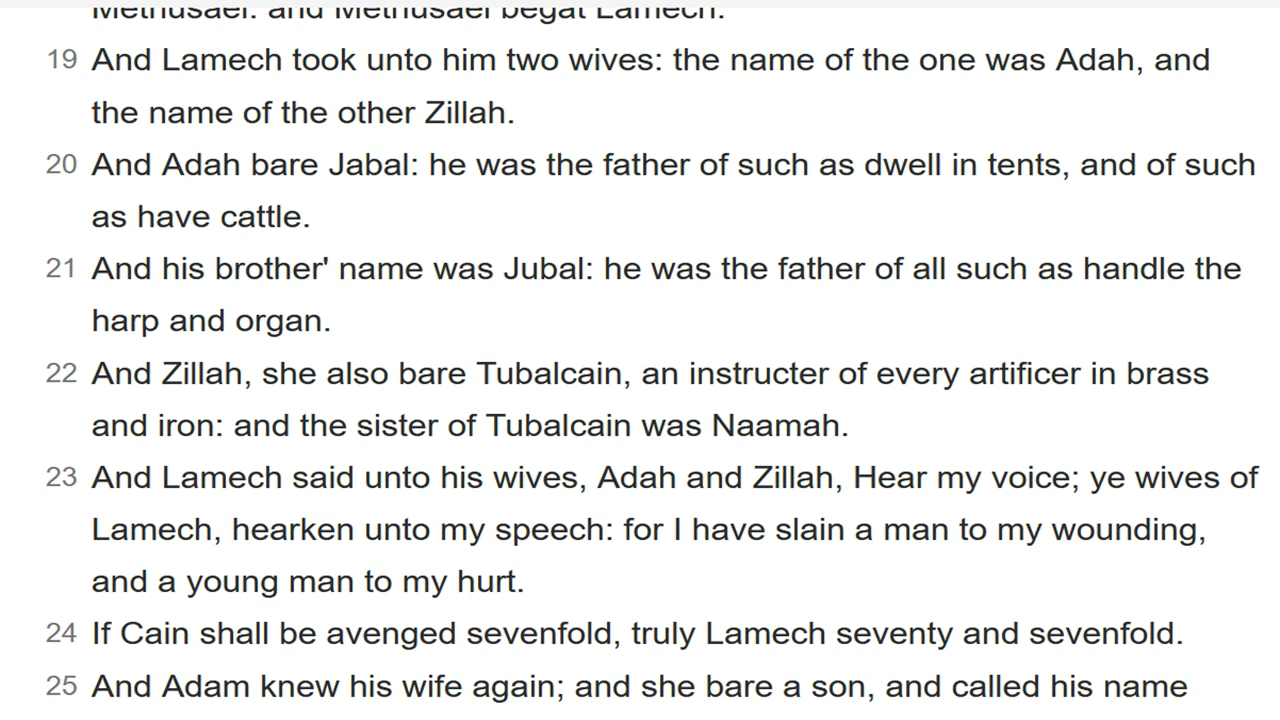 Methusael: and Methusael begat Lamech.
19 And Lamech took unto him two wives: the name of the one was Adah, and
the name of the other Zillah.
20 And Adah bare Jabal: he was the father of such as dwell in tents, and of such
as have cattle.
21 And his brother' name was Jubal: he was the father of all such as handle the
harp and organ.
22 And Zillah, she also bare Tubalcain, an instructer of every artificer in brass
and iron: and the sister of Tubalcain was Naamah.
23 And Lamech said unto his wives, Adah and Zillah, Hear my voice; ye wives of
Lamech, hearken unto my speech: for I have slain a man to my wounding,
and a young man to my hurt.
24 If Cain shall be avenged sevenfold, truly Lamech seventy and sevenfold.
25 And Adam knew his wife again; and she bare a son, and called his name